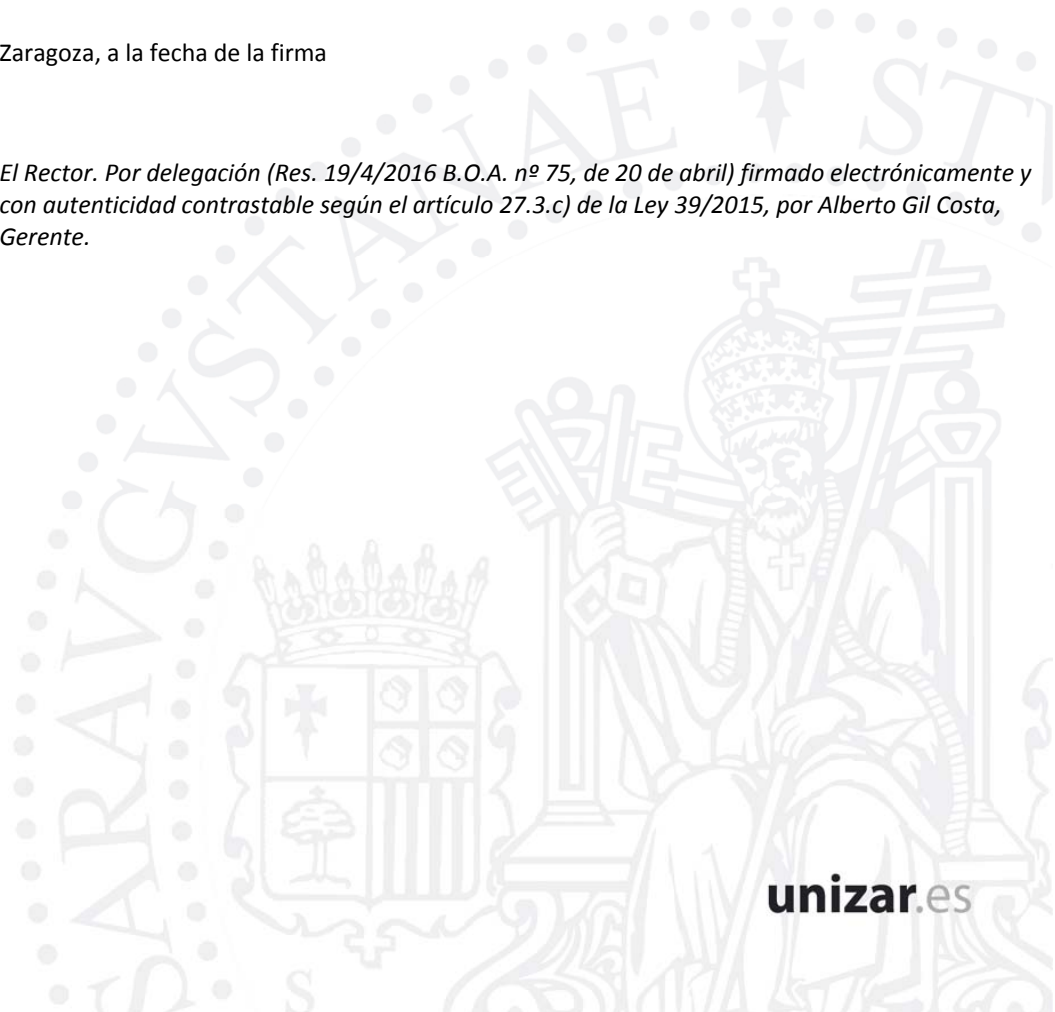 Zaragoza, a la fecha de la firma
El Rector. Por delegación (Res. 19/4/2016 B.O.A. nº 75, de 20 de abril) firmado electrónicamente y
con autenticidad contrastable según el artículo 27.3.c) de la Ley 39/2015, por Alberto Gil Costa,
Gerente.
SARAVGVSTANAE
ST
S
unizar.es